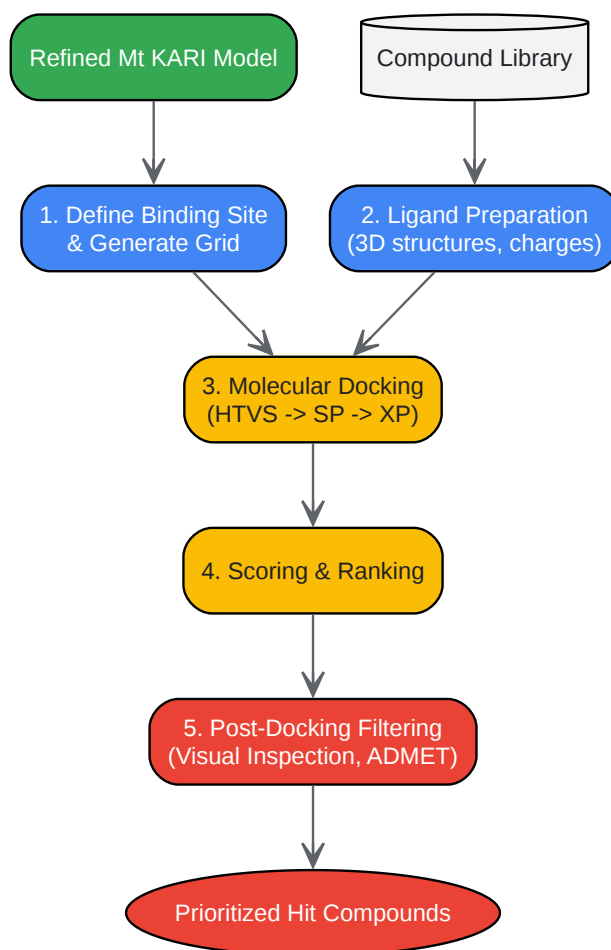 Refined Mt KARI Model
Compound Library
1. Define Binding Site
& Generate Grid
2. Ligand Preparation
(3D structures, charges)
3. Molecular Docking
(HTVS -> SP -> XP)
4. Scoring & Ranking
5. Post-Docking Filtering
(Visual Inspection, ADMET)
Prioritized Hit Compounds